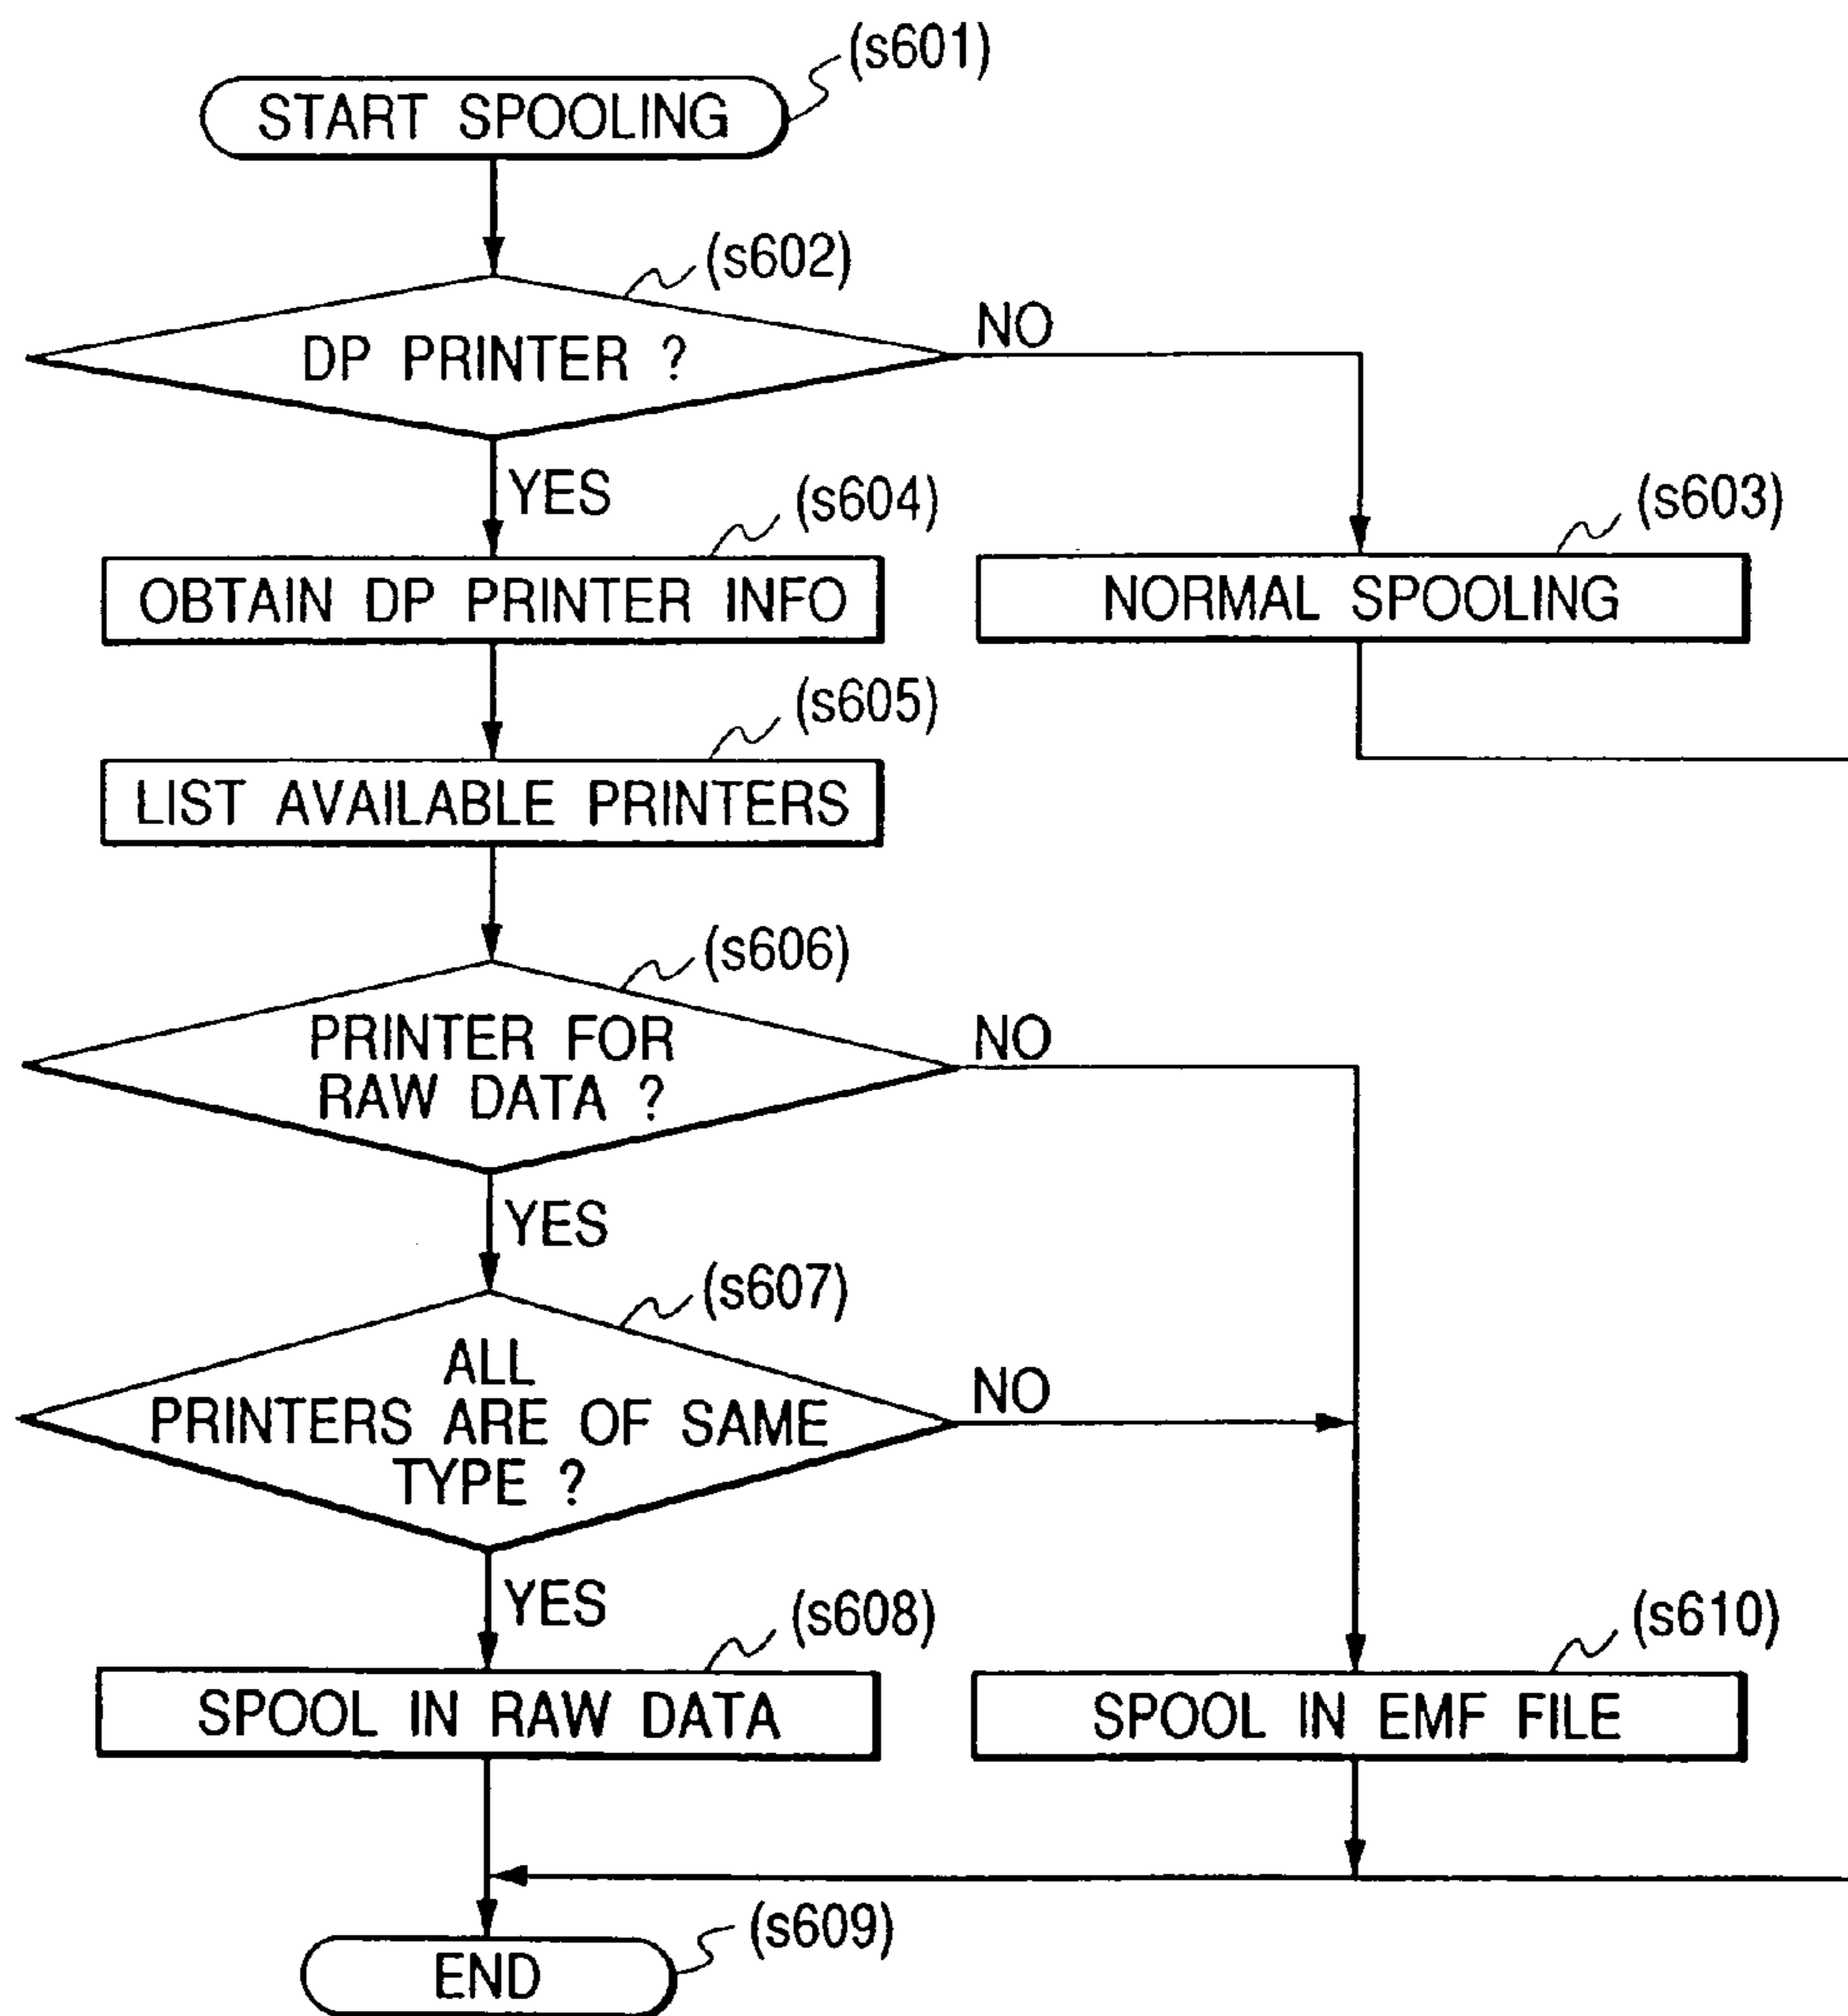 (s601)
START SPOOLING
(s602)
DP PRINTER ?
NO
YES
(s604)
(s603)
OBTAIN DP PRINTER INFO
NORMAL SPOOLING
(s605)
LIST AVAILABLE PRINTERS
(s606)
PRINTER FOR
RAW DATA ?
NO
YES
(s607)
ALL
PRINTERS ARE OF SAME
TYPE ?
NO
YES
(s608)
(s610)
SPOOL IN RAW DATA
SPOOL IN EMF FILE
(s609)
END